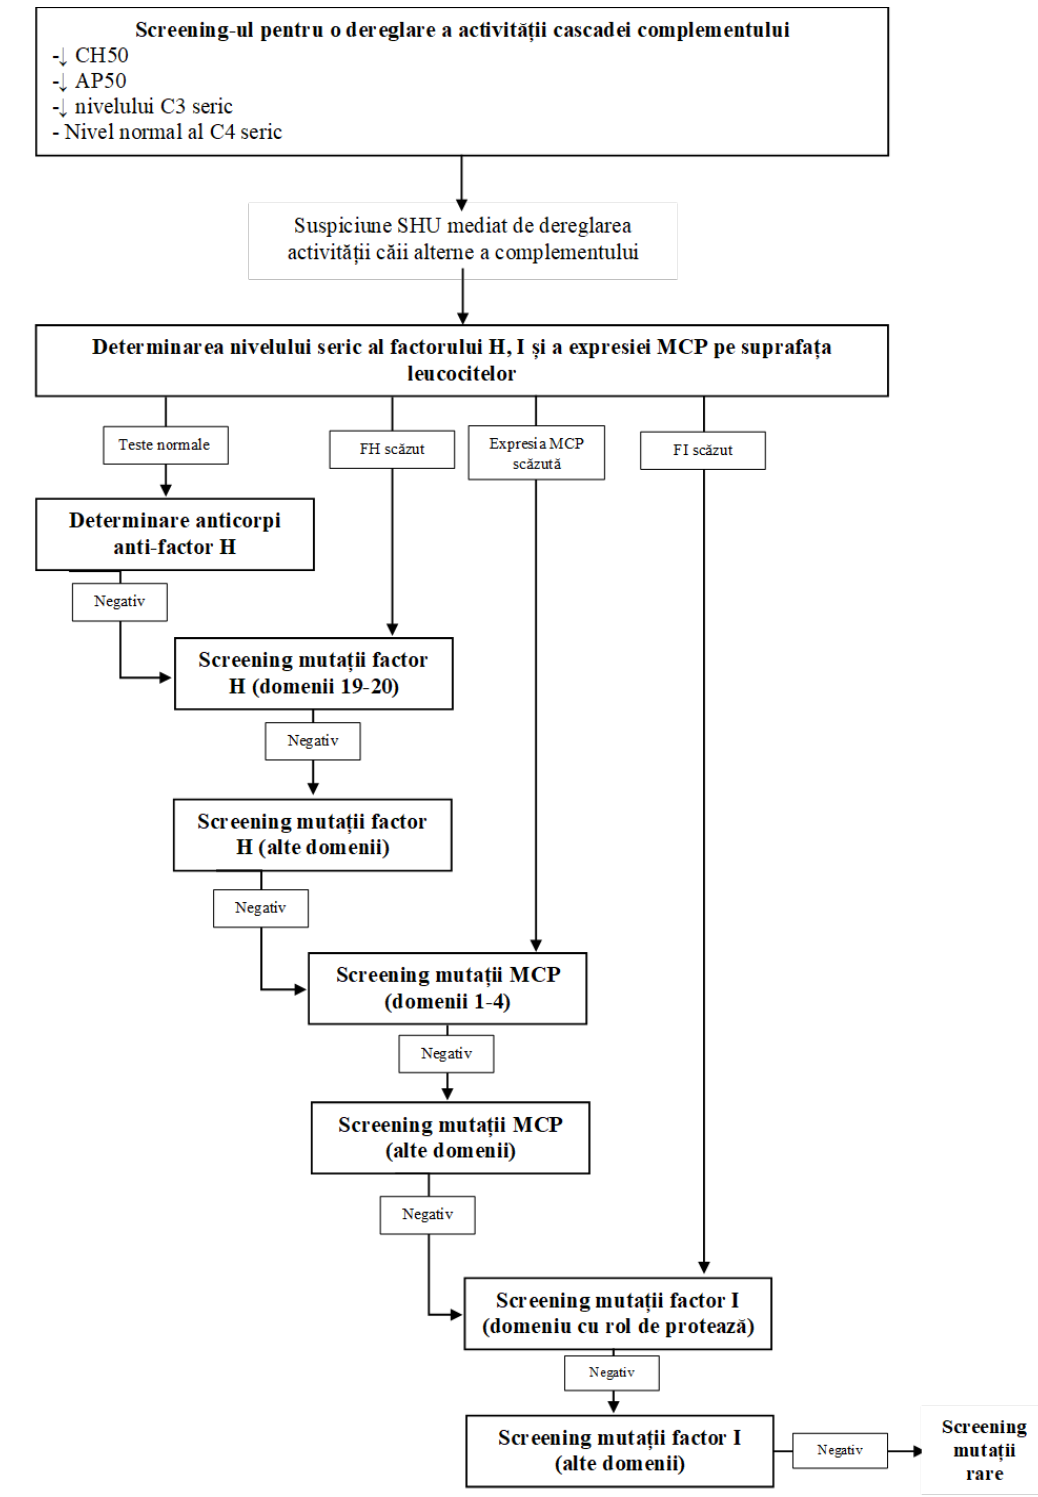 Screening-ul pentru o dereglare a activității cascadei complementului
-↓ CH50
-↓ AP50
-↓ nivelului C3 seric
- Nivel normal al C4 seric
Suspiciune SHU mediat de dereglarea
activității căii alterne a complementului
Determinarea nivelului seric al factorului H, I și a expresiei MCP pe suprafața
leucocitelor
Teste normale
FH scăzut
Expresia MCP
scăzută
FI scăzut
Determinare anticorpi
anti-factor H
Negativ
Screening mutații factor
H (domenii 19-20)
Negativ
Screening mutații factor
H (alte domenii)
Negativ
Screening mutații MCP
(domenii 1-4)
Negativ
Screening mutații MCP
(alte domenii)
Negativ
Screening mutații factor I
(domeniu cu rol de protează)
Negativ
Screening mutații factor I
(alte domenii)
Negativ
Screening
mutații
rare